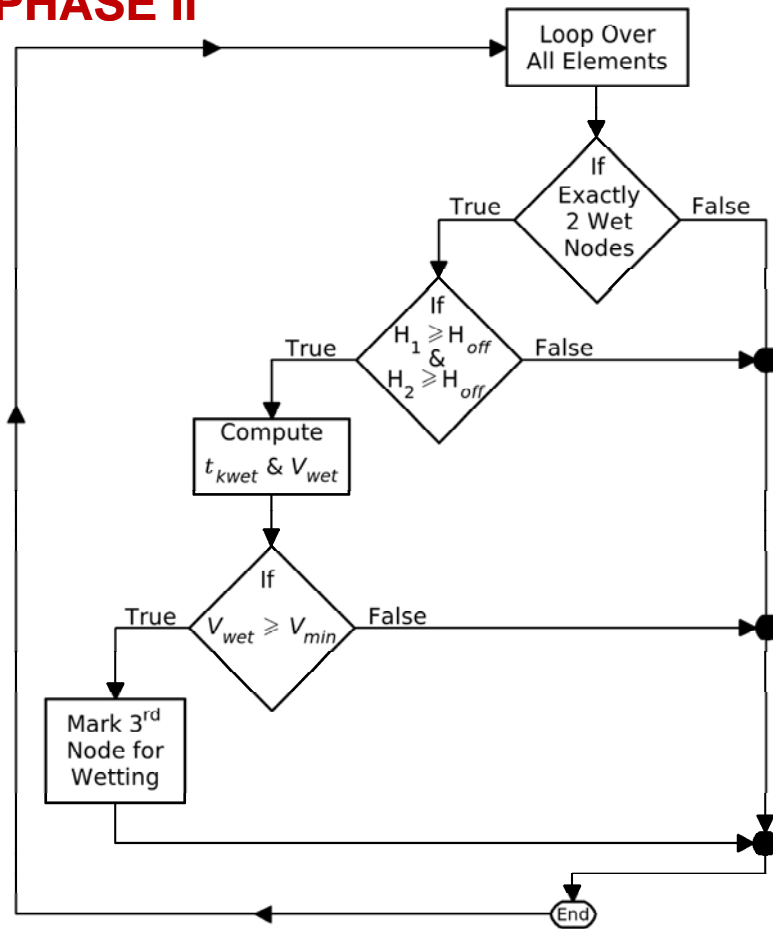 PHASE II
Loop Over
All Elements
If
Exactly
2 Wet
Nodes
True
False
If
H1 ⩾ Hoff
&
H2 ⩾ Hoff
True
False
Compute
tkwet & Vwet
If
Vwet ⩾ Vmin
True
False
Mark 3rd
Node for
Wetting
End